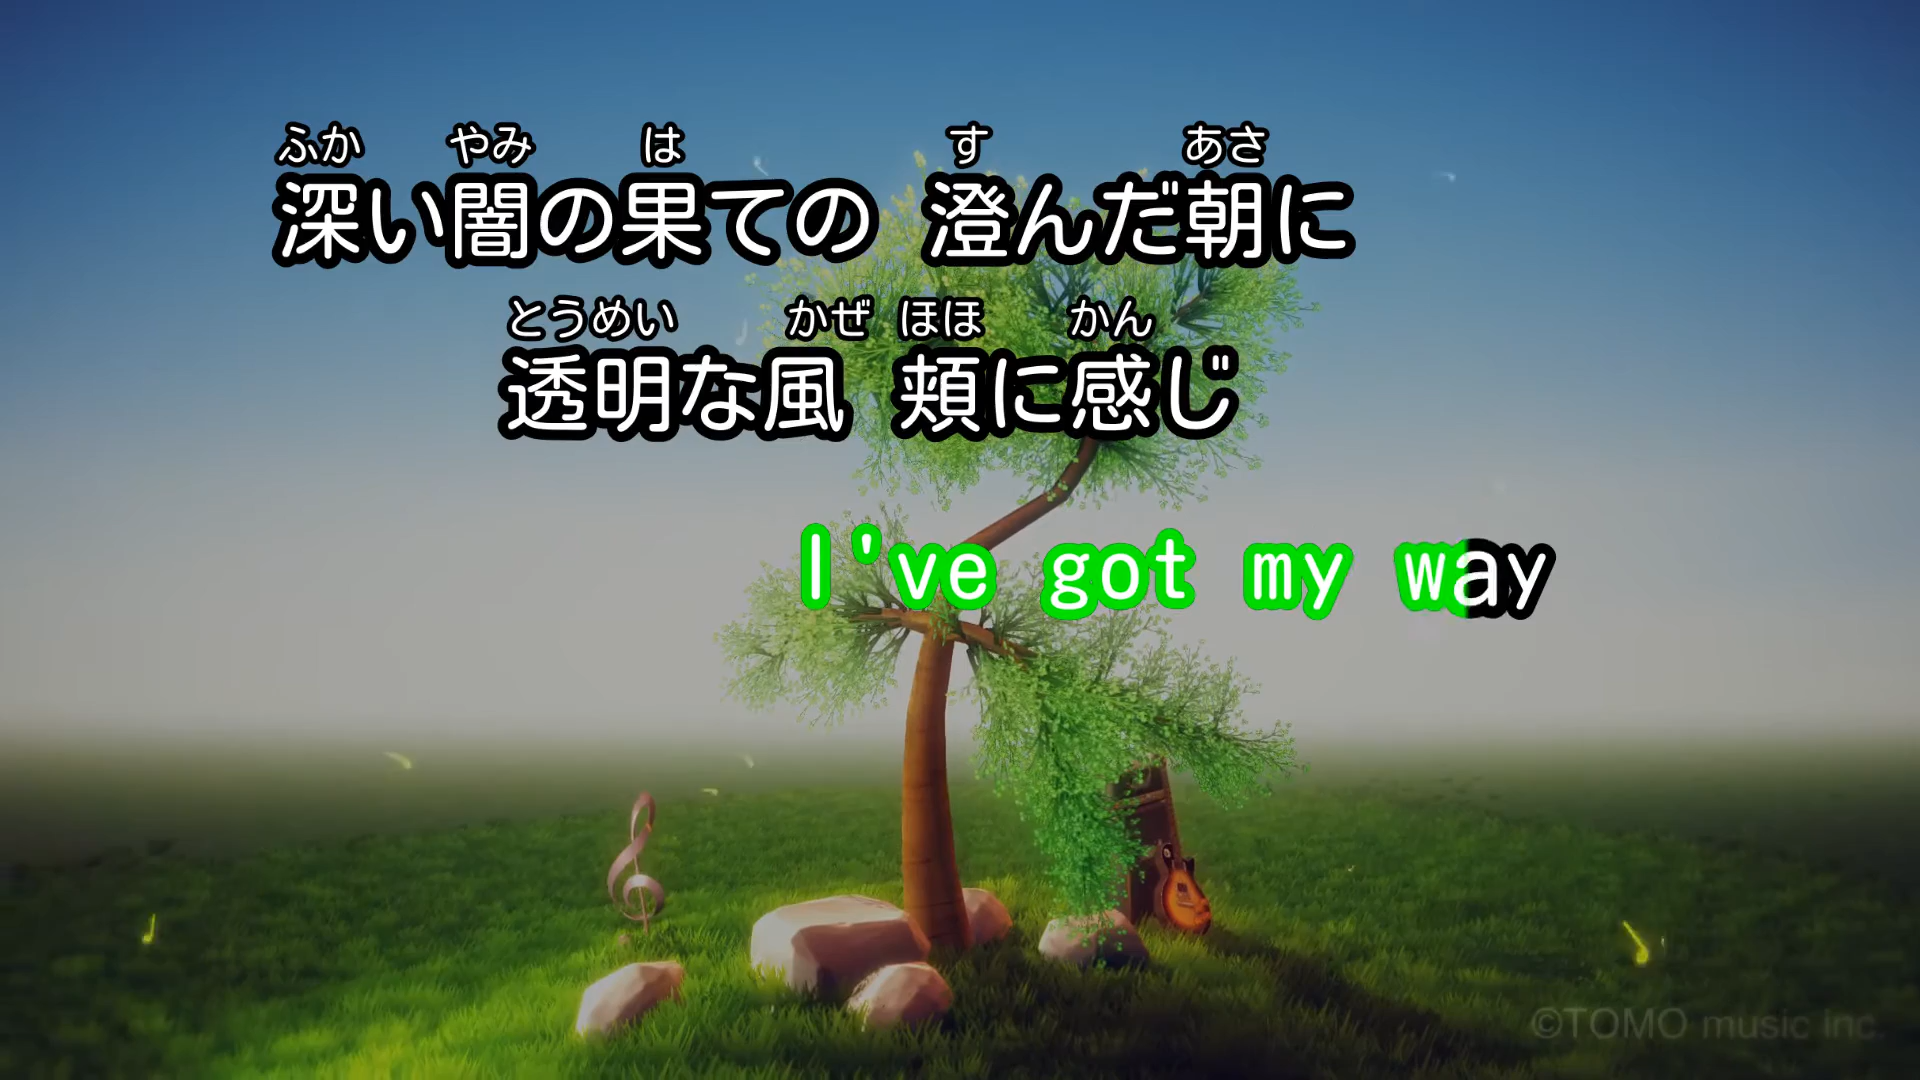 ふか やみ は す あさ
深い闇の果ての 澄んだ朝に
とうめい かぜ ほほ かん
透明な風 頬に感じ
I've got my way
©TOMO music inc.